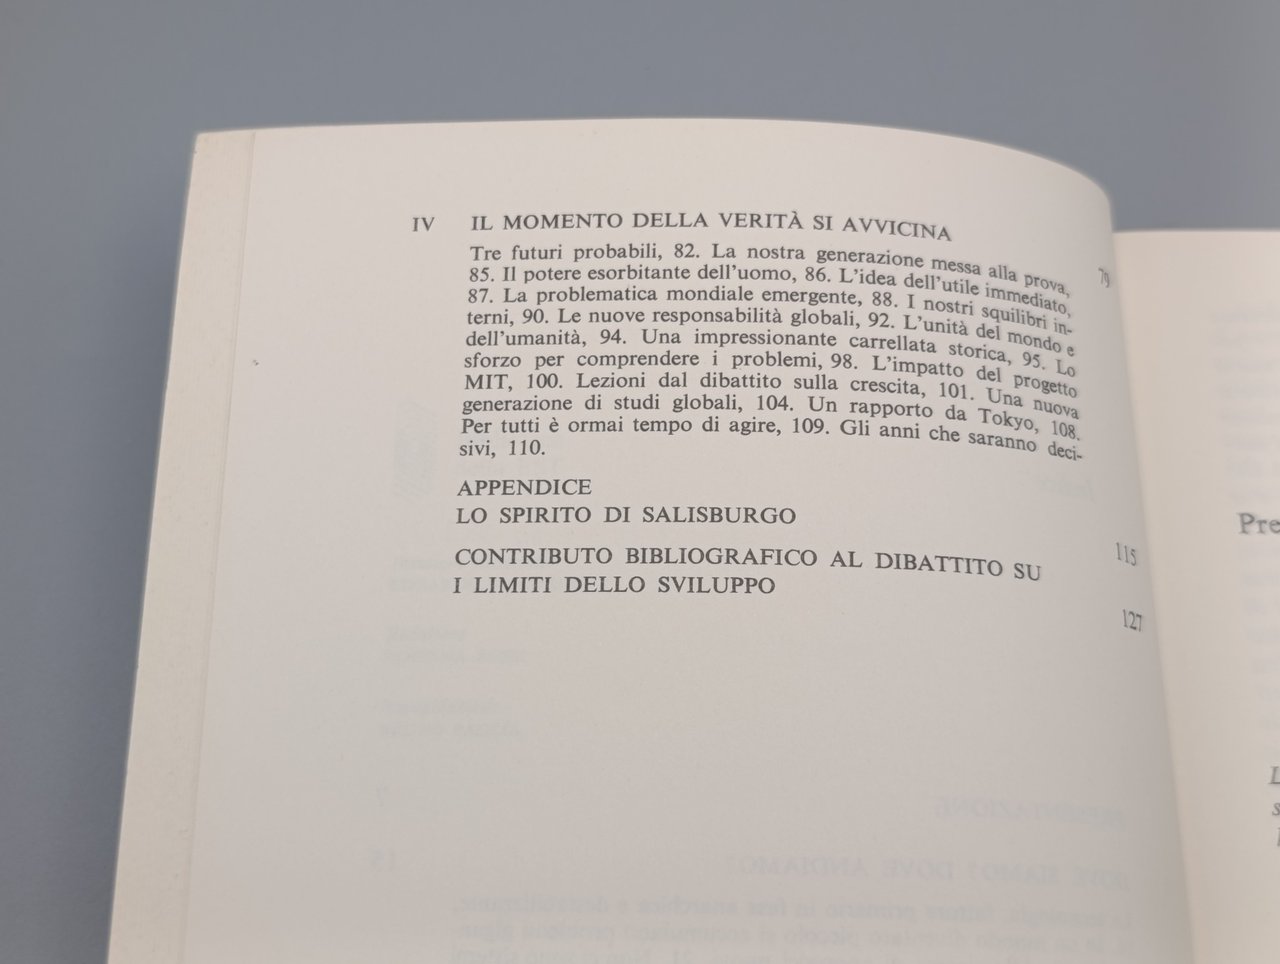 IV IL MOMENTO DELLA VERITÀ SI AVVICINA 79
Tre futuri probabili, 82. La nostra generazione messa alla prova,
85. Il potere esorbitante dell'uomo, 86. L'idea dell'utile immediato,
87. La problematica mondiale emergente, 88. I nostri squilibri in-
terni, 90. Le nuove responsabilità globali, 92. L'unità del mondo e
dell'umanità, 94. Una impressionante carrellata storica, 95. Lo
sforzo per comprendere i problemi, 98. L'impatto del progetto
MIT, 100. Lezioni dal dibattito sulla crescita, 101. Una nuova
generazione di studi globali, 104. Un rapporto da Tokyo, 108.
Per tutti è ormai tempo di agire, 109. Gli anni che saranno deci-
sivi, 110.
APPENDICE
LO SPIRITO DI SALISBURGO 115
CONTRIBUTO BIBLIOGRAFICO AL DIBATTITO SU
I LIMITI DELLO SVILUPPO 127
Pre